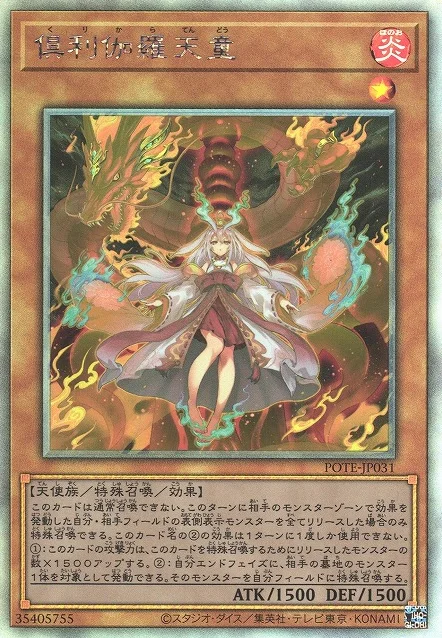 倶利伽羅天童
炎
POTE-JP031
【天使族／特殊召喚／効果】
このカードは通常召喚できない。このターンに相手のモンスターゾーンで効果を
発動した自分・相手フィールドの表側表示モンスターを全てリリースした場合のみ
特殊召喚できる。このカード名の②の効果は1ターンに1度しか使用できない。
①：このカードの攻撃力は、このカードを特殊召喚するためにリリースしたモンスターの
数×1500アップする。②：自分エンドフェイズに、相手の墓地のモンスター
1体を対象として発動できる。そのモンスターを自分フィールドに特殊召喚する。
ATK/1500 DEF/1500
35405755 ©スタジオ・ダイス／集英社・テレビ東京・KONAMI